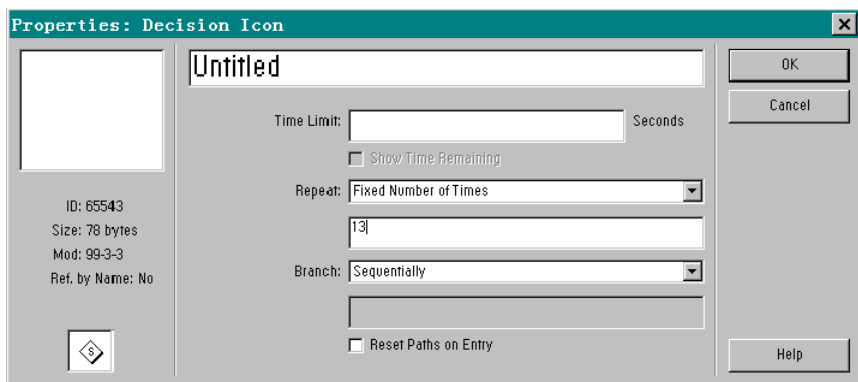 Properties: Decision Icon
Untitled
OK
Time Limit: Seconds
Cancel
Show Time Remaining
Repeat: Fixed Number of Times
ID: 65543
13
Size: 78 bytes
Mod: 99-3-3
Branch: Sequentially
Ref. by Name: No
S
Reset Paths on Entry
Help